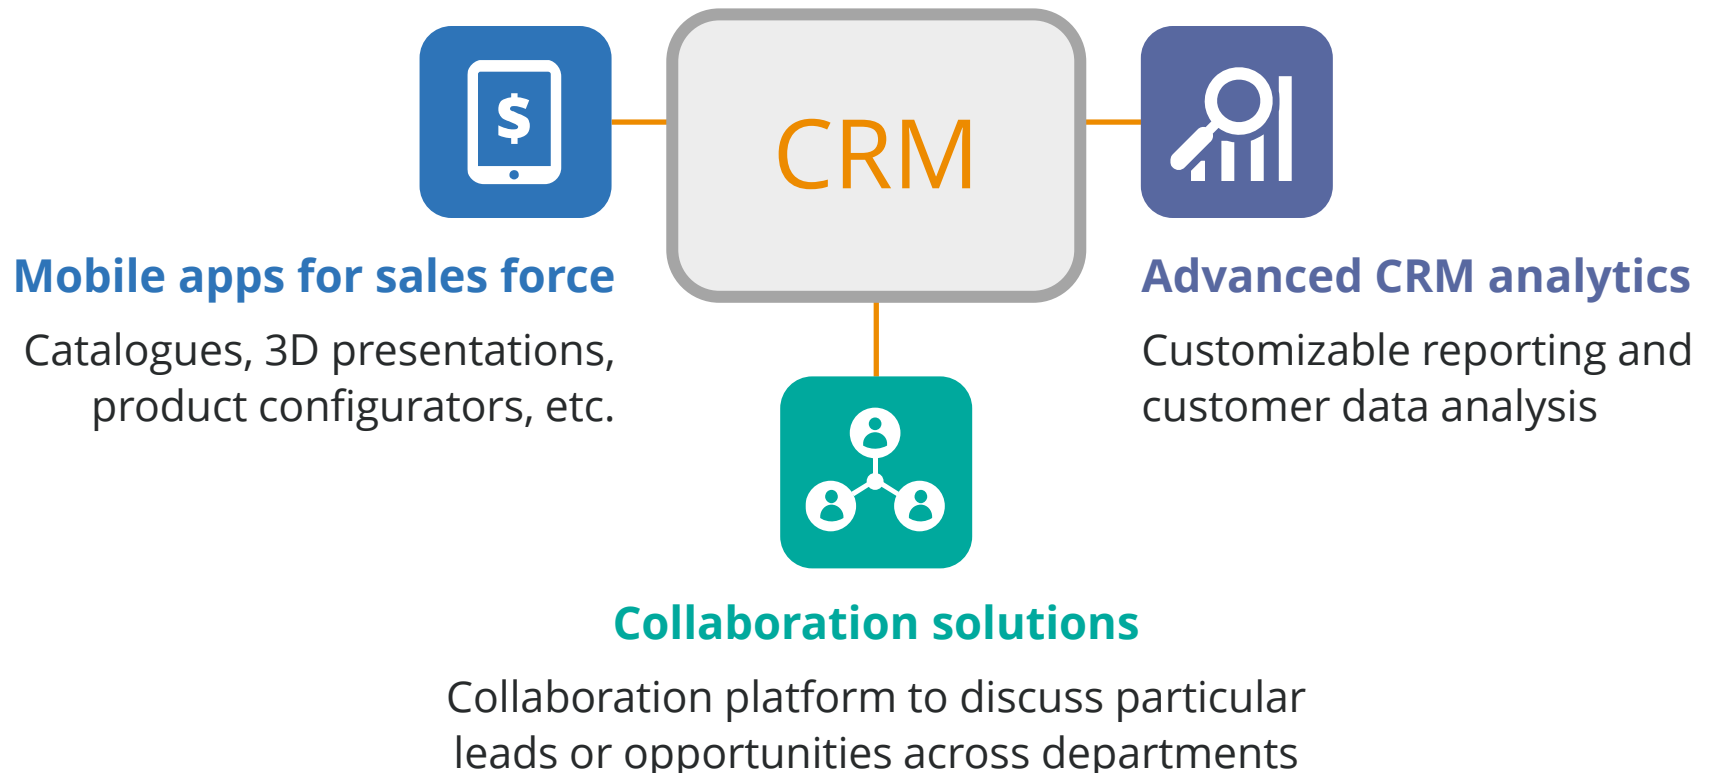 $
CRM
Mobile apps for sales force
Catalogues, 3D presentations,
product configurators, etc.
Advanced CRM analytics
Customizable reporting and
customer data analysis
Collaboration solutions
Collaboration platform to discuss particular
leads or opportunities across departments